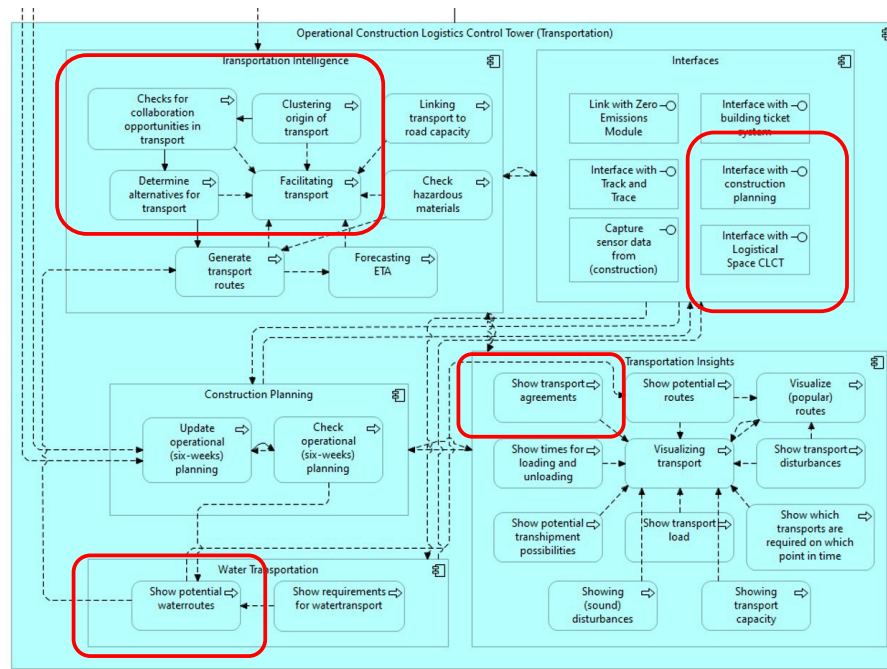 Operational Construction Logistics Control Tower (Transportation)
Transportation Intelligence
Checks for
collaboration
opportunities in
transport
Clustering
origin of
transport
Linking
transport to
road capacity
Determine
alternatives for
transport
Facilitating
transport
Check
hazardous
materials
Generate
transport
routes
Forecasting
ETA
Interfaces
Link with Zero
Emissions
Module
Interface with
building ticket
system
Interface with
Track and
Trace
Interface with
construction
planning
Capture
sensor data
from
(construction)
Interface with
Logistical
Space CLCT
Construction Planning
Update
operational
(six-weeks)
planning
Check
operational
(six-weeks)
planning
Transportation Insights
Show transport
agreements
Show potential
routes
Visualize
(popular)
routes
Show times for
loading and
unloading
Visualizing
transport
Show transport
disturbances
Show potential
transhipment
possibilities
Show transport
load
Show which
transports are
required on which
point in time
Showing
(sound)
disturbances
Showing
transport
capacity
Water Transportation
Show potential
waterroutes
Show requirements
for watertransport